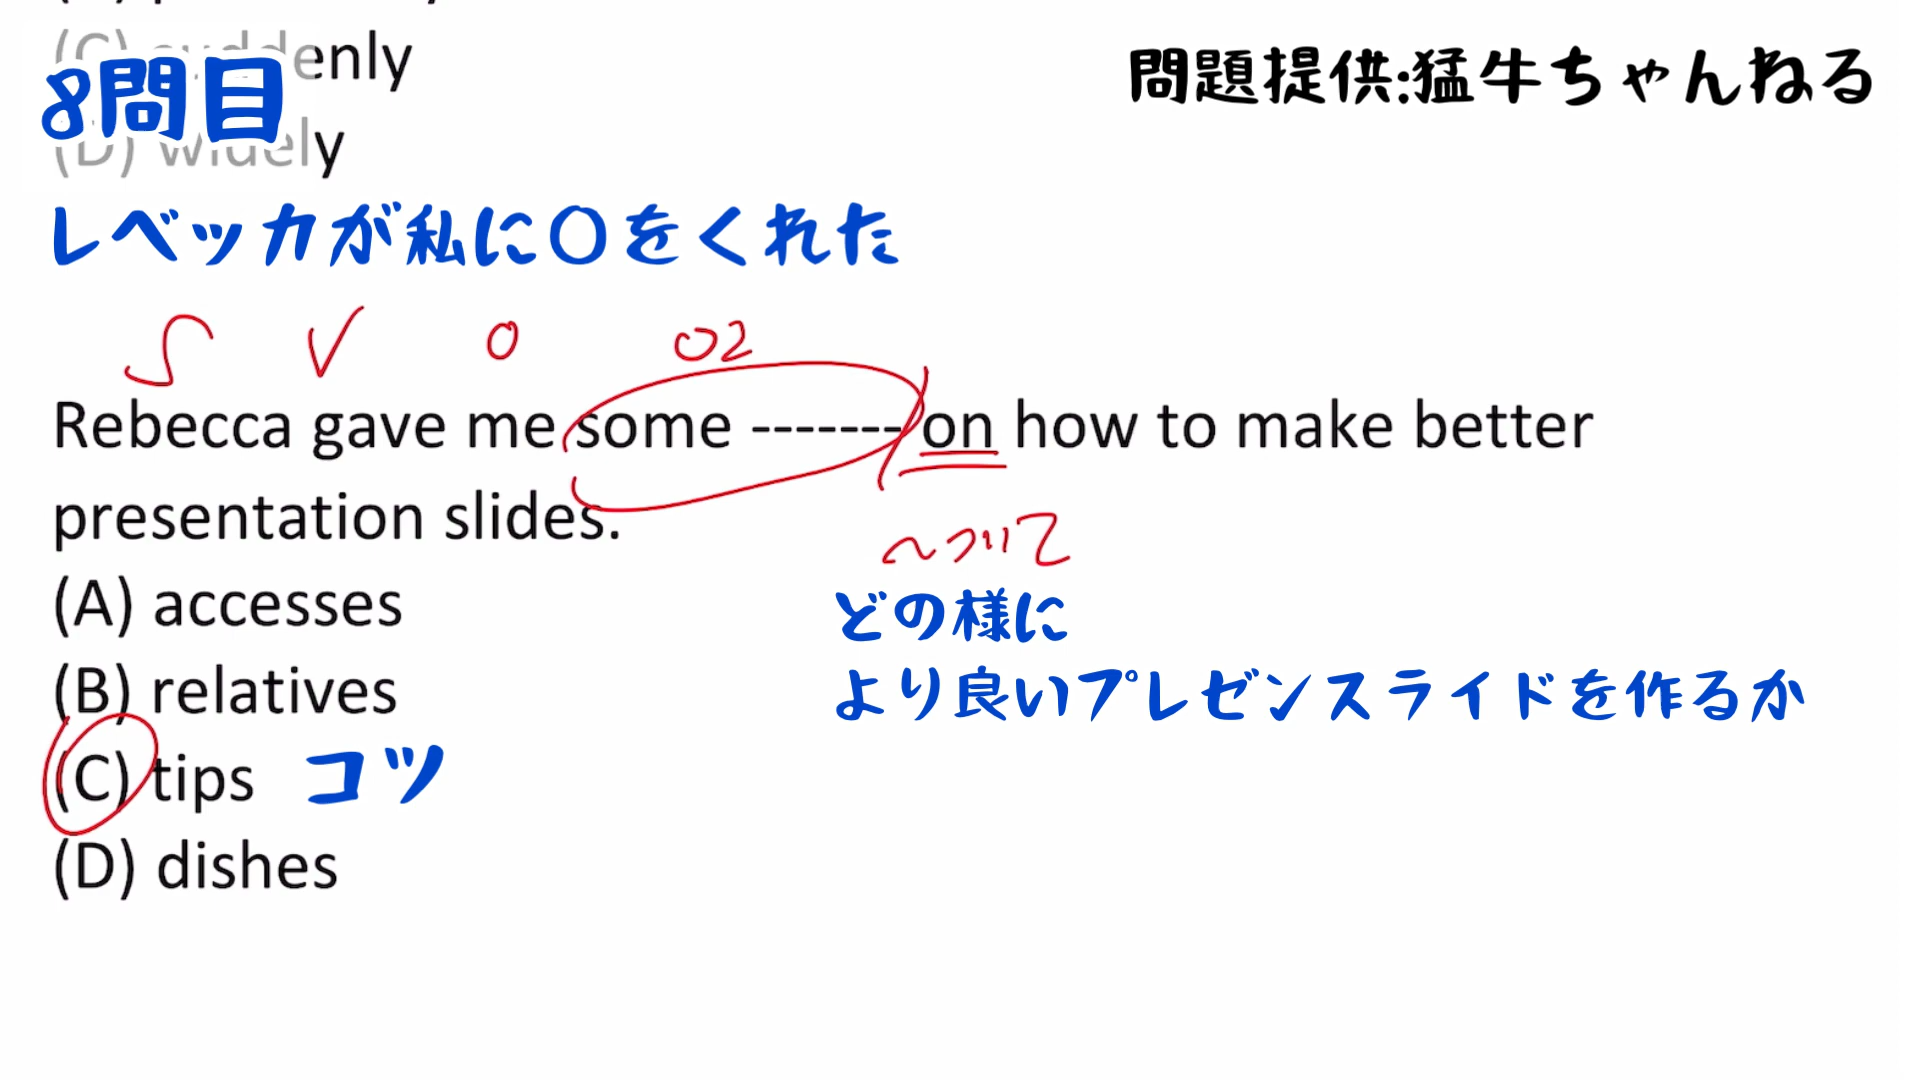 enly
8問目
問題提供:猛牛ちゃんねる
(D) widely
レベッカが私に〇をくれた
S V O O2
Rebecca gave me some ------- on how to make better
presentation slides.
〜ついて
(A) accesses
どの様に
(B) relatives
より良いプレゼンスライドを作るか
(C) tips コツ
(D) dishes